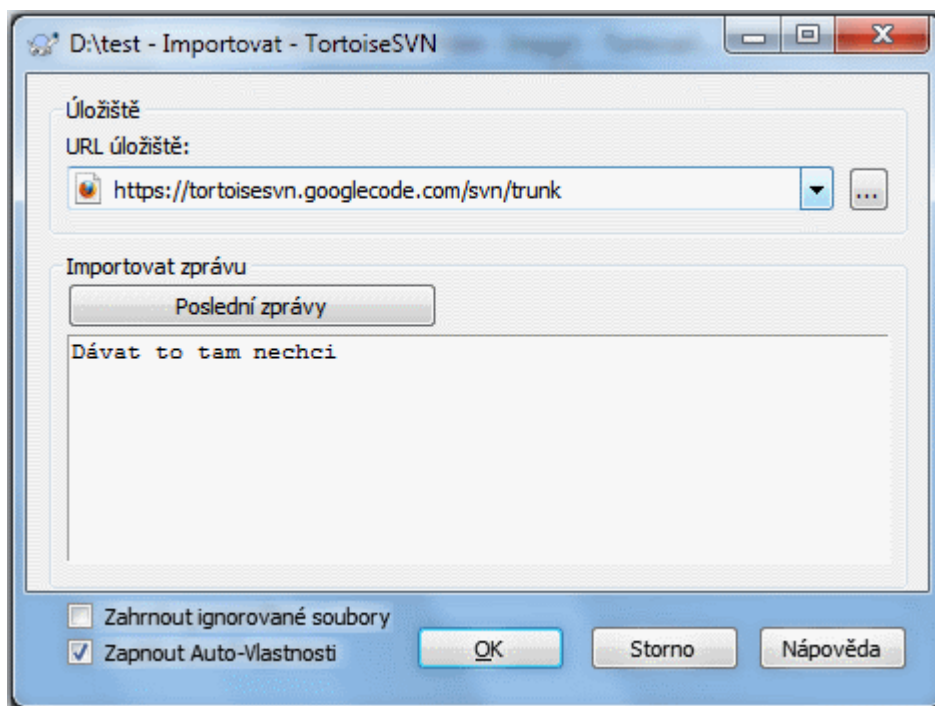 D:\test - Importovat - TortoiseSVN
Úložiště
URL úložiště:
https://tortoisesvn.googlecode.com/svn/trunk
...
Importovat zprávu
Poslední zprávy
Dávat to tam nechci
Zahrnout ignorované soubory
Zapnout Auto-Vlastnosti
OK
Storno
Nápověda